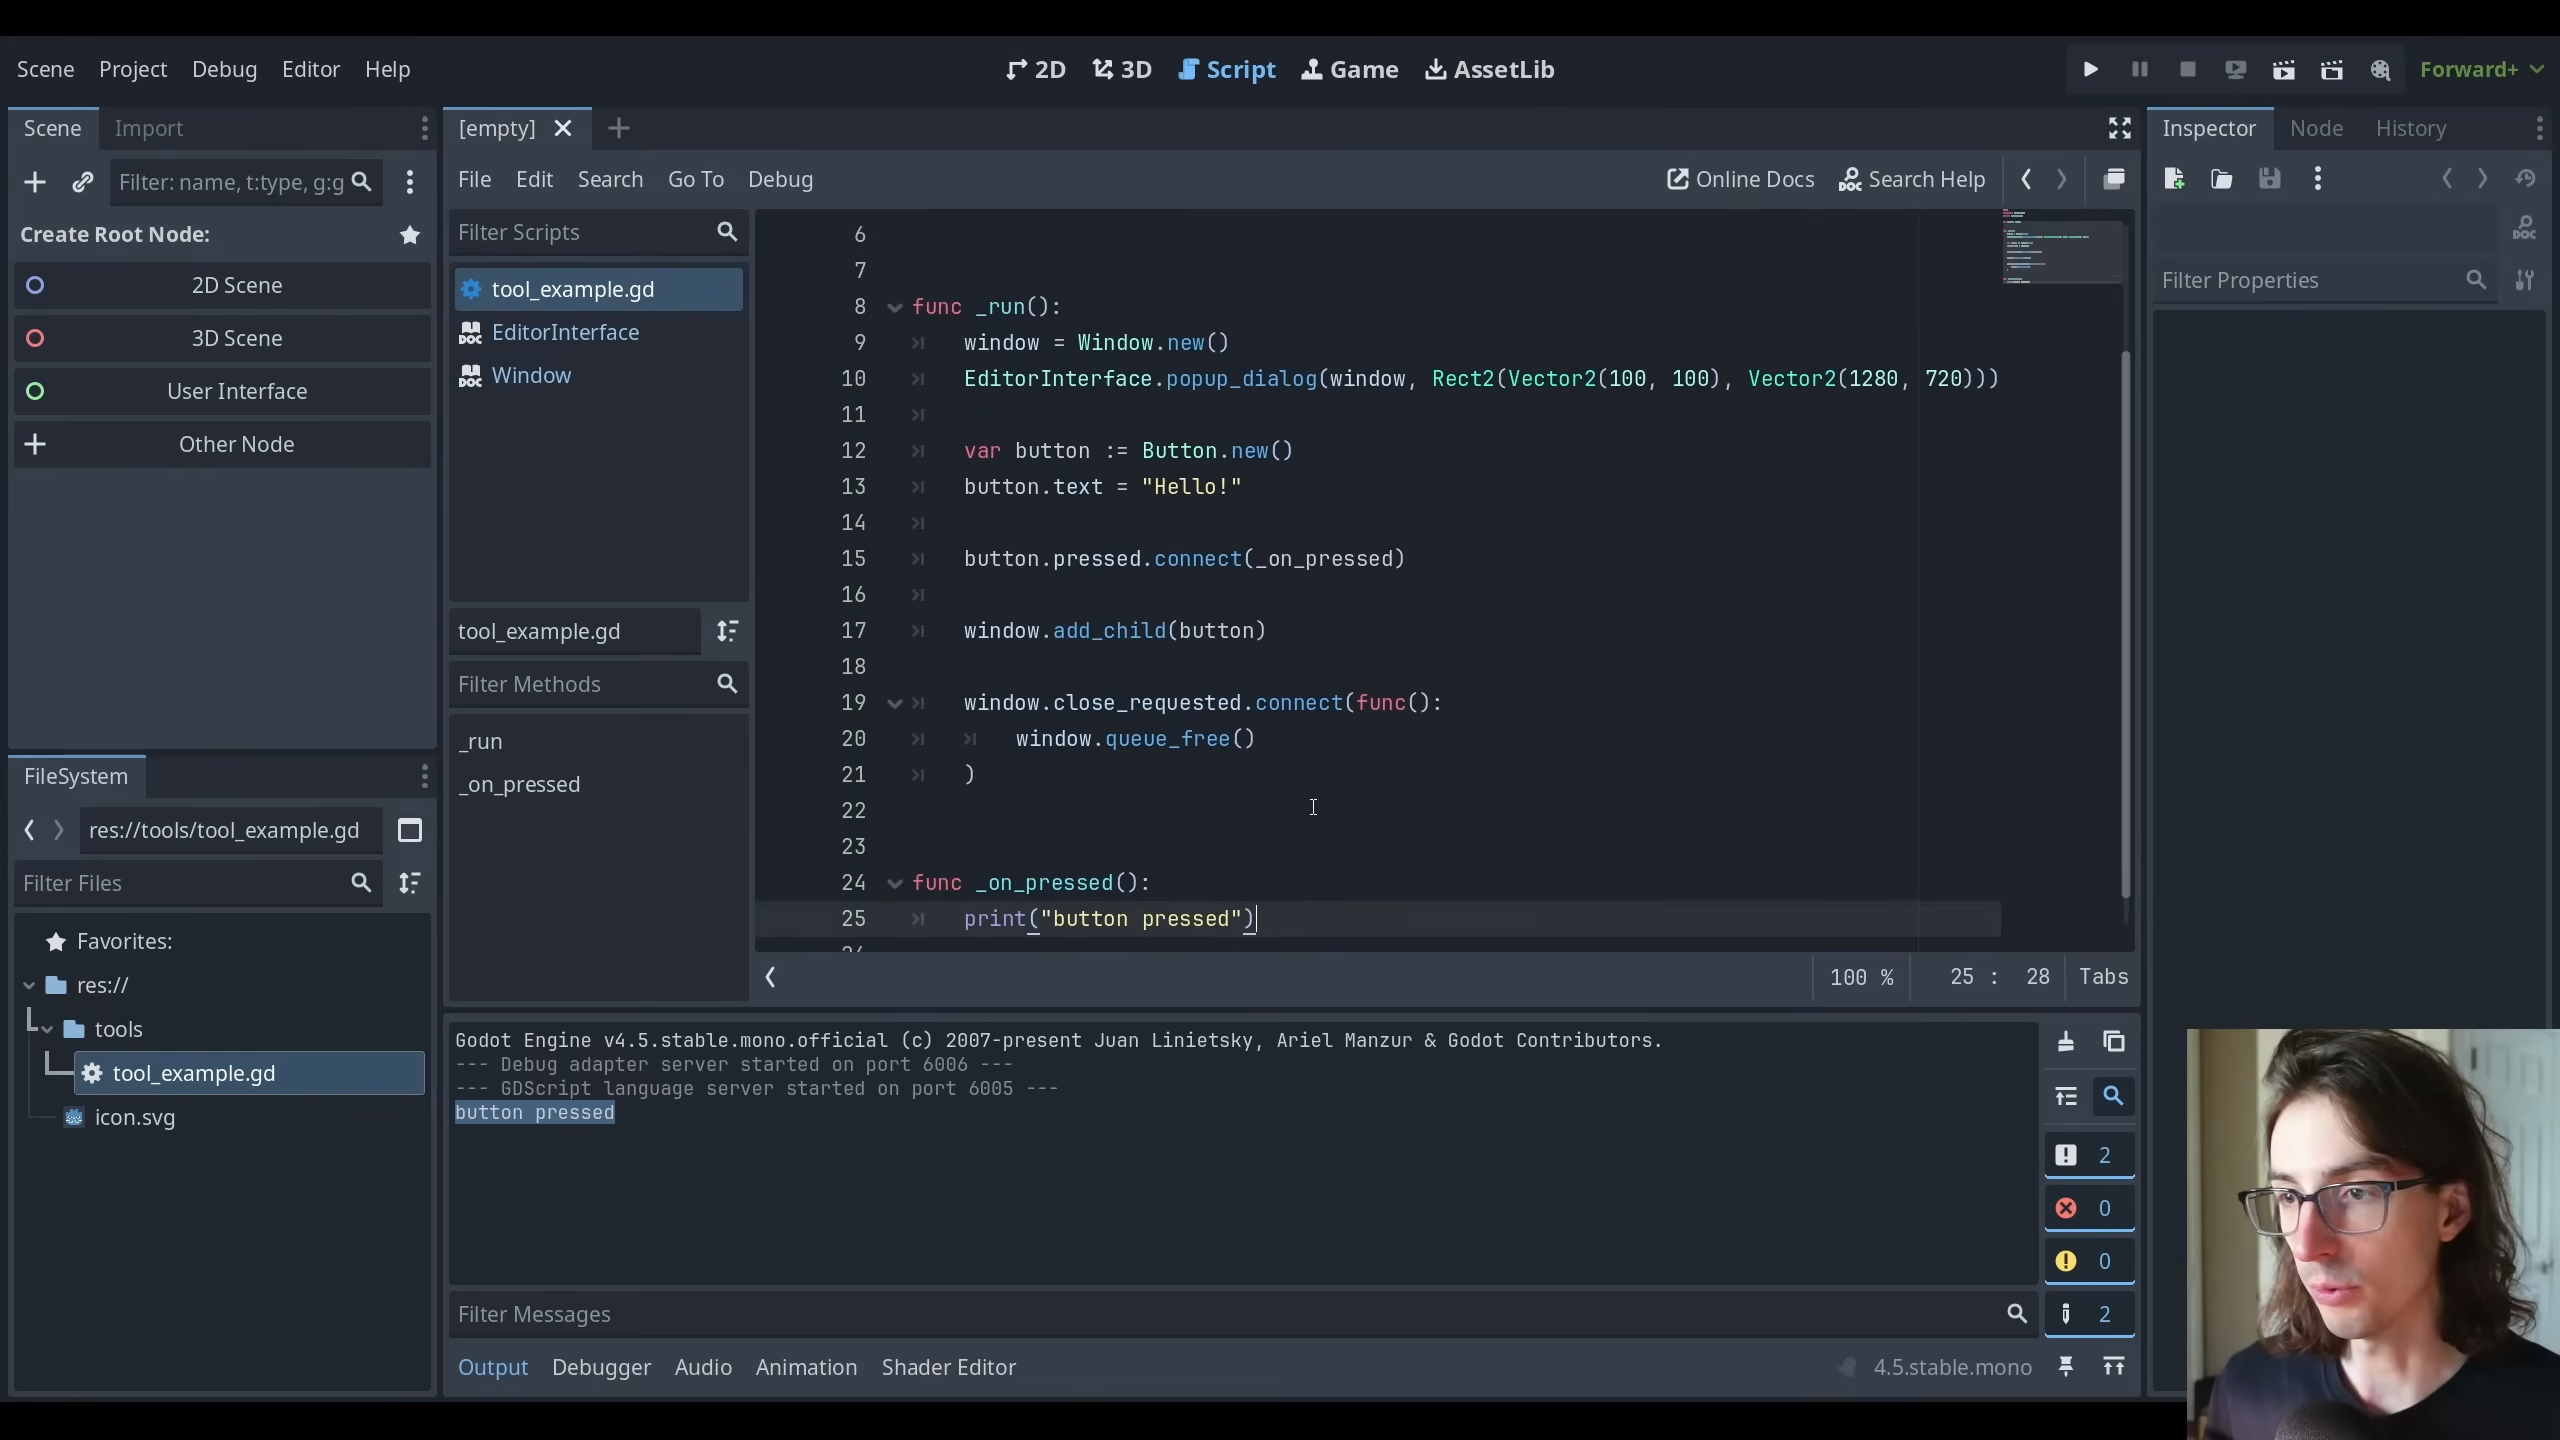 Scene Project Debug Editor Help
2D 3D Script Game AssetLib
Forward+
Scene Import
Filter: name, t:type, g:g
Create Root Node:
2D Scene
3D Scene
User Interface
Other Node
FileSystem
res://tools/tool_example.gd
Filter Files
Favorites:
res://
tools
tool_example.gd
icon.svg
[empty]
File Edit Search Go To Debug
Online Docs Search Help
Filter Scripts
tool_example.gd
EditorInterface
Window
tool_example.gd
Filter Methods
_run
_on_pressed
6
7
8 func _run():
9 window = Window.new()
10 EditorInterface.popup_dialog(window, Rect2(Vector2(100, 100), Vector2(1280, 720)))
11
12 var button := Button.new()
13 button.text = "Hello!"
14
15 button.pressed.connect(_on_pressed)
16
17 window.add_child(button)
18
19 window.close_requested.connect(func():
20 window.queue_free()
21 )
22
23
24 func _on_pressed():
25 print("button pressed")
100 % 25 : 28 Tabs
Godot Engine v4.5.stable.mono.official (c) 2007-present Juan Linietsky, Ariel Manzur & Godot Contributors.
--- Debug adapter server started on port 6006 ---
--- GDScript language server started on port 6005 ---
button pressed
2
0
0
2
Filter Messages
Output Debugger Audio Animation Shader Editor
4.5.stable.mono
Inspector Node History
DOC
Filter Properties